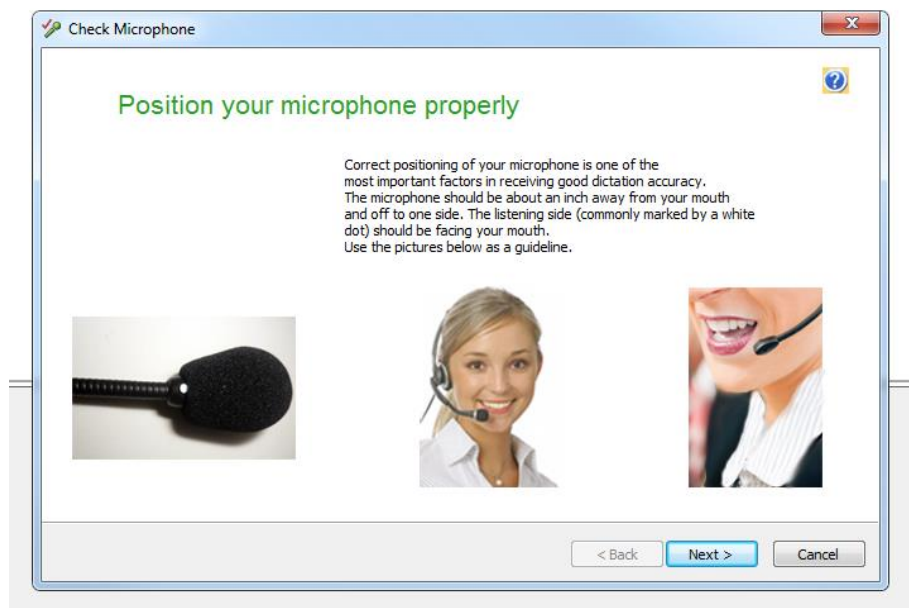 Check Microphone
Position your microphone properly
Correct positioning of your microphone is one of the
most important factors in receiving good dictation accuracy.
The microphone should be about an inch away from your mouth
and off to one side. The listening side (commonly marked by a white
dot) should be facing your mouth.
Use the pictures below as a guideline.
< Back Next > Cancel